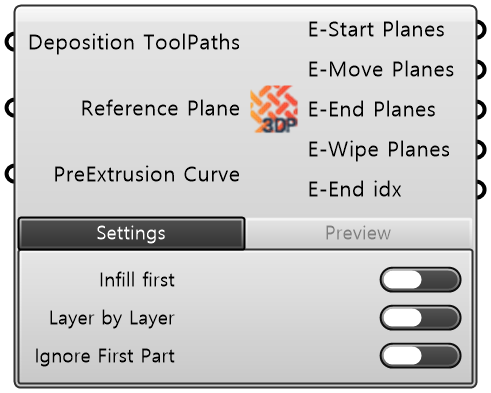 Deposition ToolPaths
Reference Plane
PreExtrusion Curve
3DP
E-Start Planes
E-Move Planes
E-End Planes
E-Wipe Planes
E-End idx
Settings
Preview
Infill first
Layer by Layer
Ignore First Part